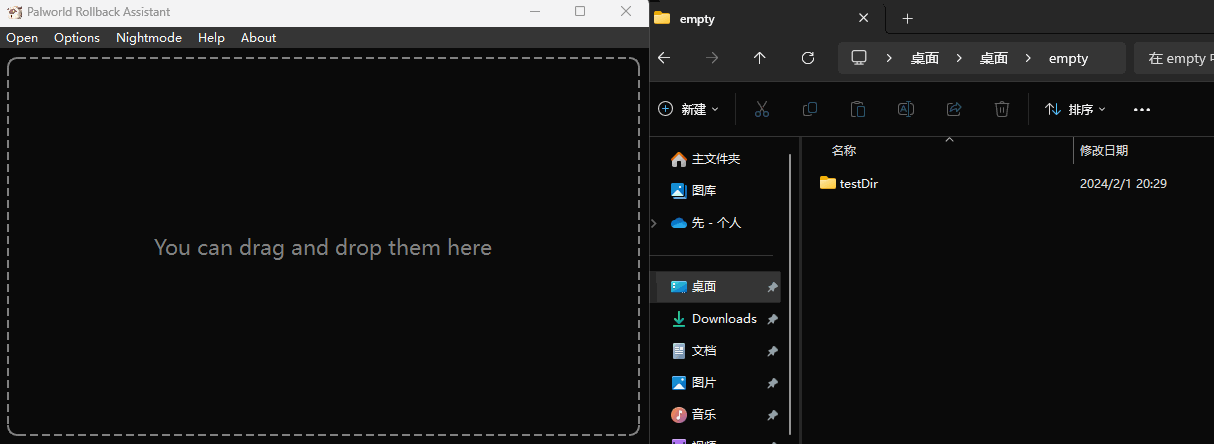 Palworld Rollback Assistant
Open Options Nightmode Help About
You can drag and drop them here
empty
桌面 桌面 empty
在 empty 中
新建
排序
主文件夹
图库
先 - 个人
桌面
Downloads
文档
图片
音乐
视频
名称 修改日期
testDir 2024/2/1 20:29